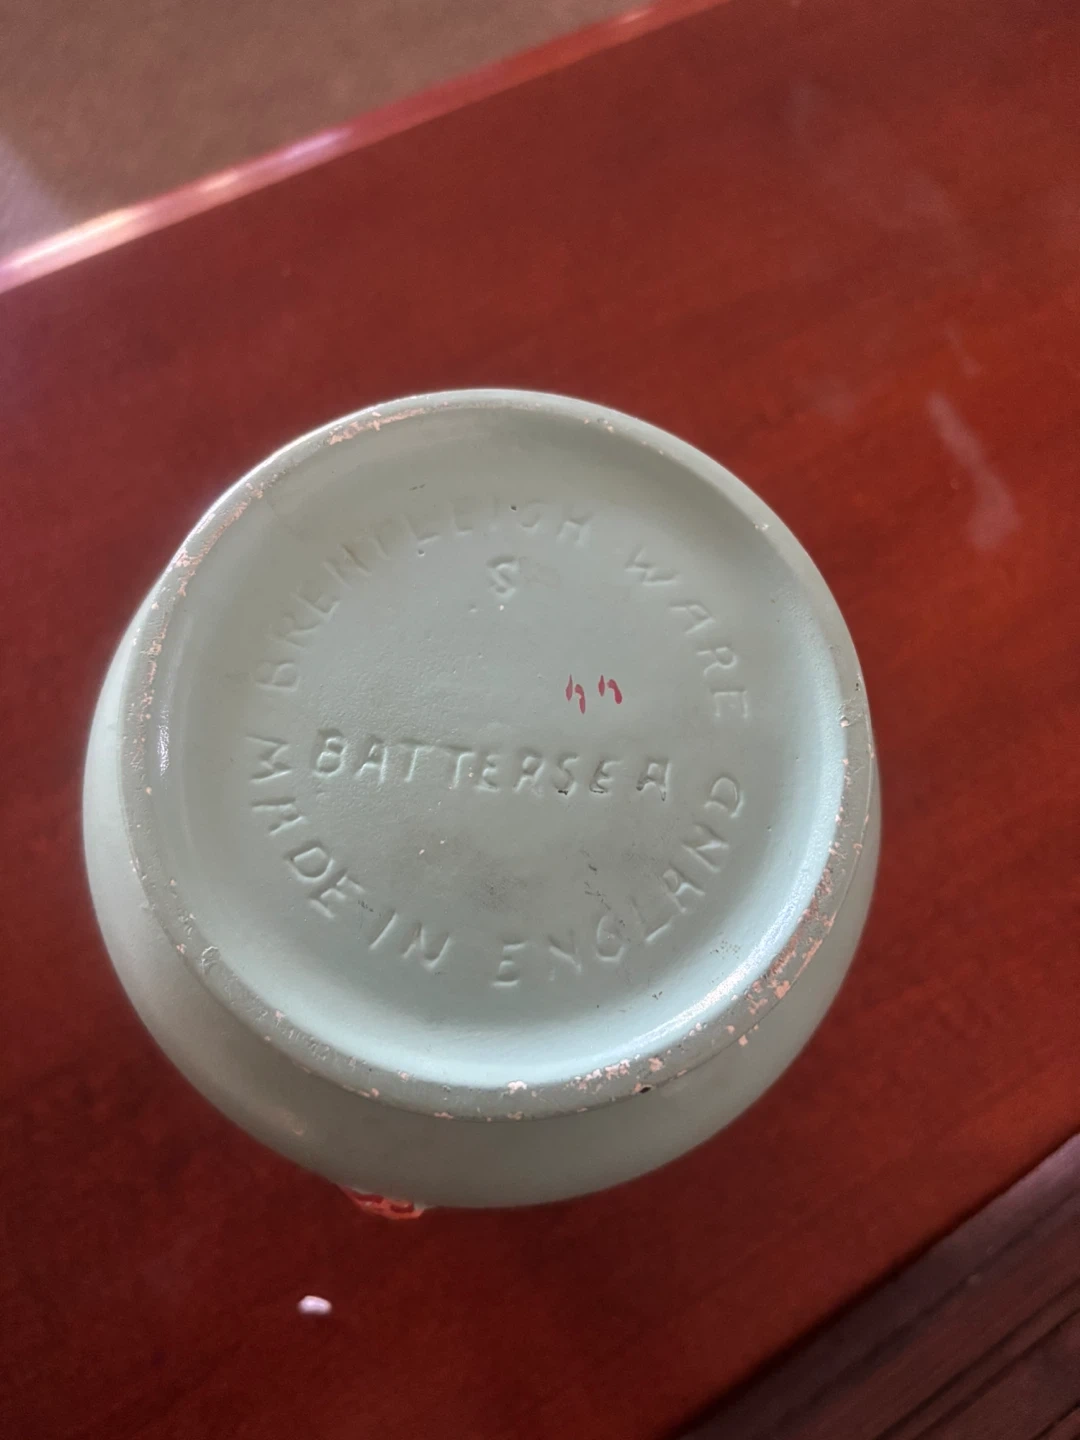 BRENTLEIGH WARE
S
BATTERSEA
MADE IN ENGLAND